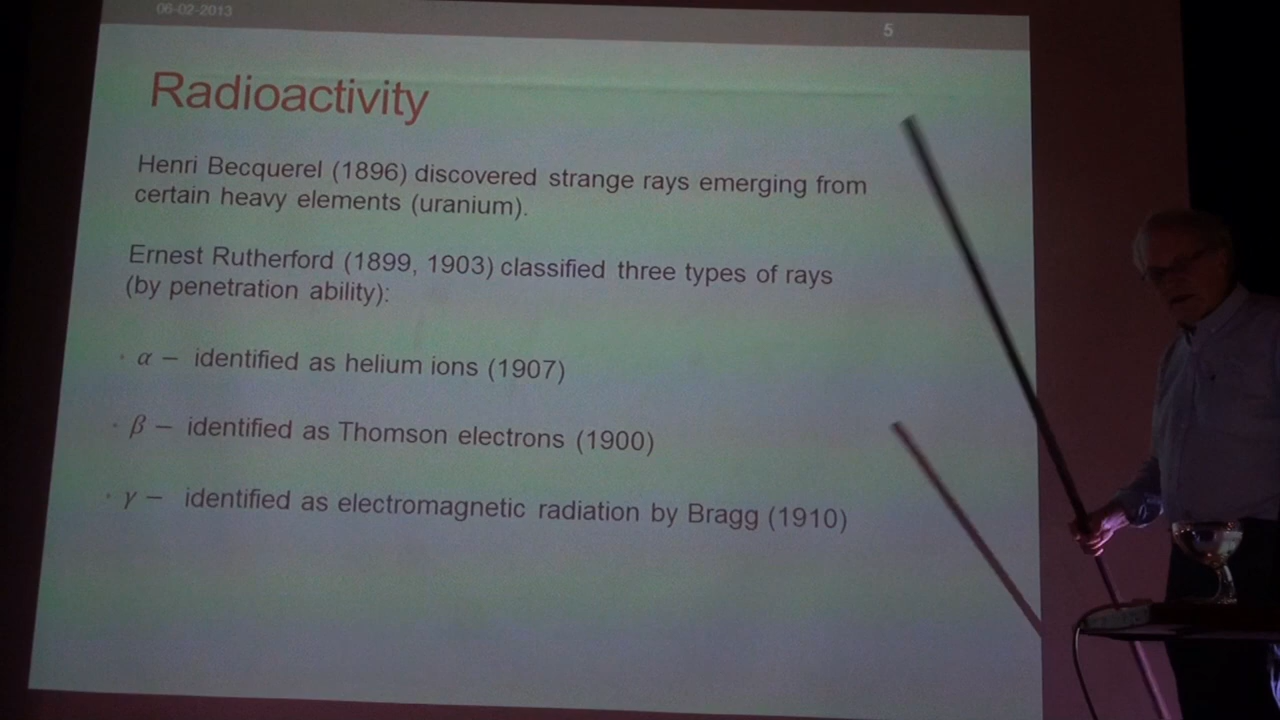 06-02-2013
5
Radioactivity
Henri Becquerel (1896) discovered strange rays emerging from
certain heavy elements (uranium).
Ernest Rutherford (1899, 1903) classified three types of rays
(by penetration ability):
· α – identified as helium ions (1907)
· β – identified as Thomson electrons (1900)
· γ – identified as electromagnetic radiation by Bragg (1910)